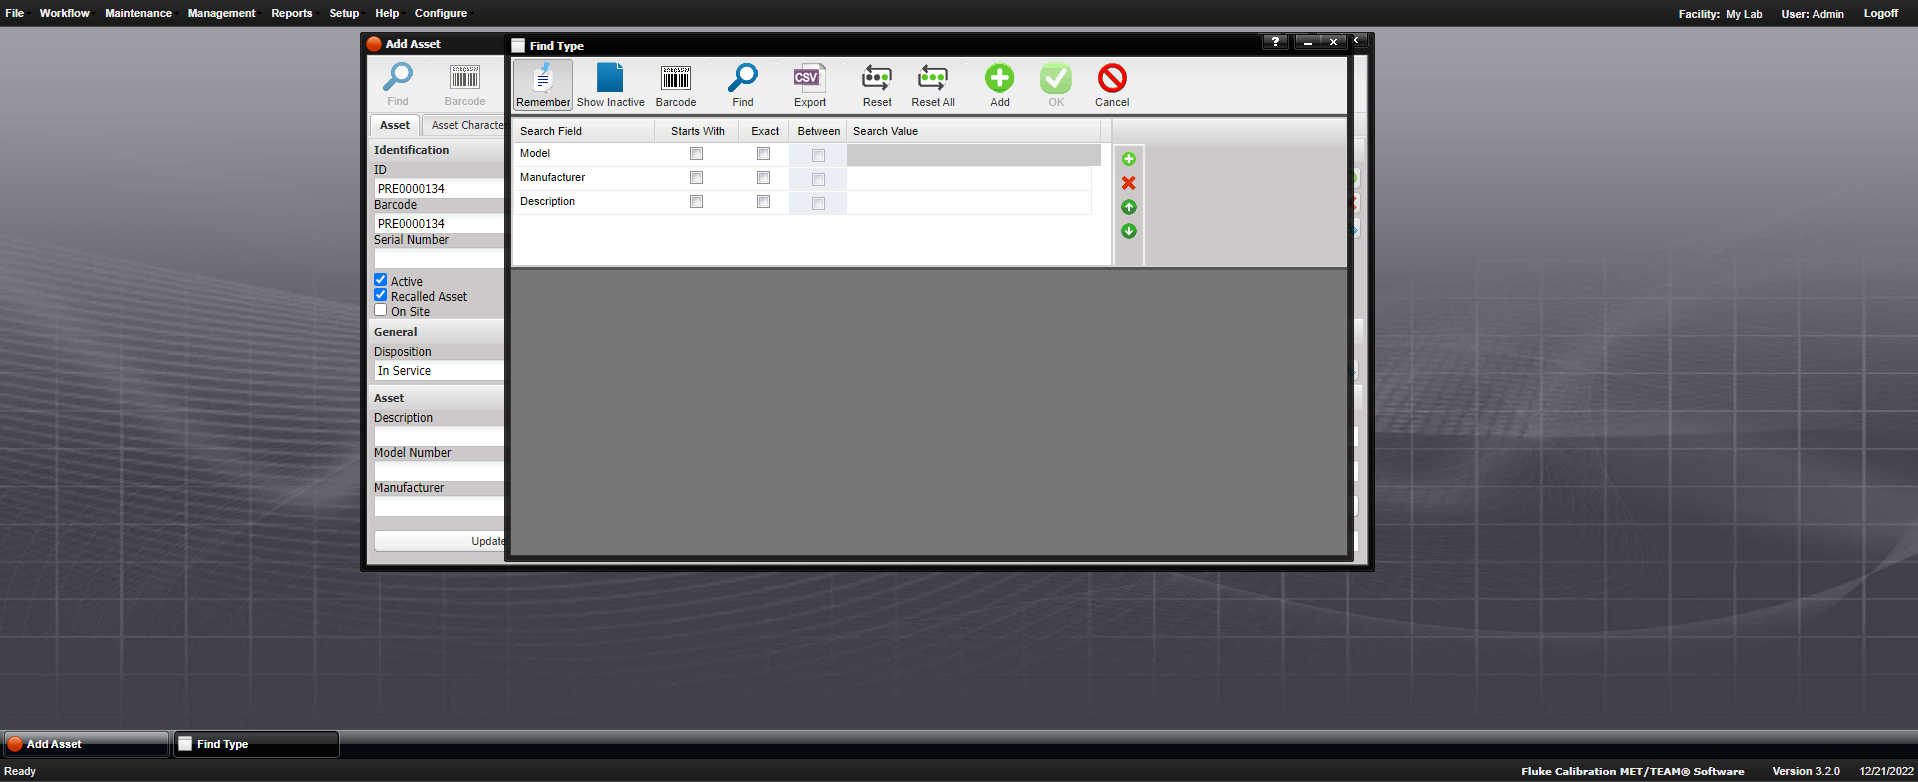 File Workflow Maintenance Management Reports Setup Help Configure Facility: My Lab User: Admin Logoff
Add Asset
Find Type
Find Barcode
Remember Show Inactive Barcode Find Export Reset Reset All Add OK Cancel
CSV
Asset
Search Field Starts With Exact Between Search Value
Model
Manufacturer
Description
Identification
ID
PRE0000134
Barcode
PRE0000134
Serial Number
Active
Recalled Asset
On Site
General
Disposition
In Service
Asset
Description
Model Number
Manufacturer
Update
Add Asset Find Type
Ready Fluke Calibration MET/TEAM® Software Version 3.2.0 12/21/2022